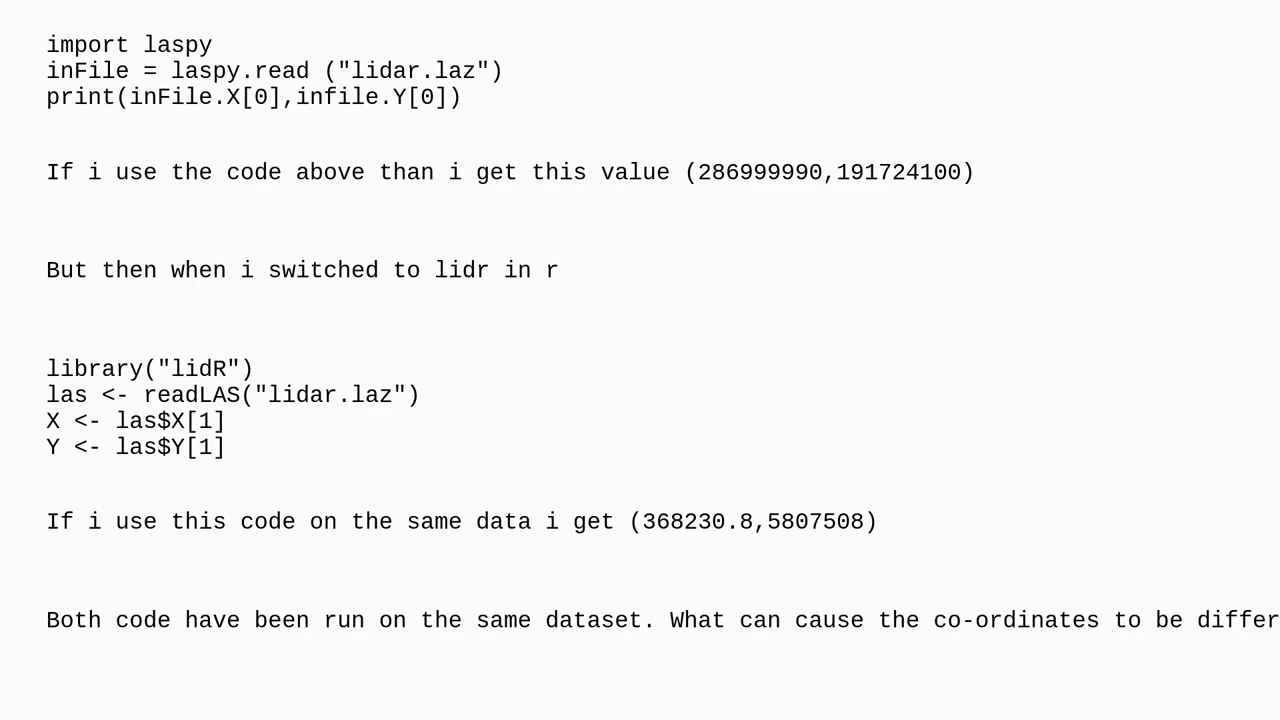 import laspy
inFile = laspy.read ("lidar.laz")
print(inFile.X[0],infile.Y[0])
If i use the code above than i get this value (286999990,191724100)
But then when i switched to lidr in r
library("lidR")
las <- readLAS("lidar.laz")
X <- las$X[1]
Y <- las$Y[1]
If i use this code on the same data i get (368230.8,5807508)
Both code have been run on the same dataset. What can cause the co-ordinates to be differ